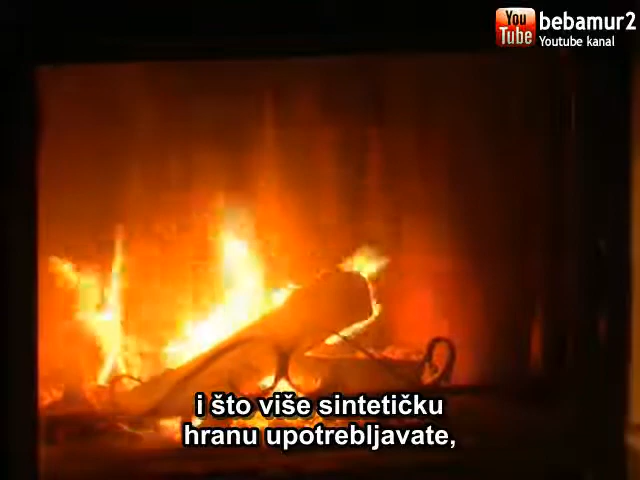 You
Tube
bebamur2
Youtube kanal
i što više sintetičku
hranu upotrebljavate,